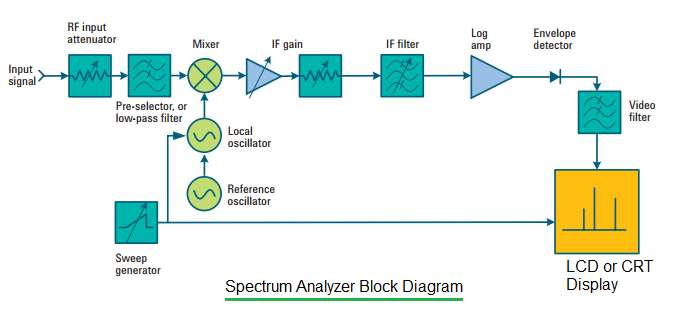 RF input
attenuator
Mixer
IF gain
IF filter
Log
amp
Envelope
detector
Input
signal
Pre-selector, or
low-pass filter
Video
filter
Local
oscillator
Reference
oscillator
Sweep
generator
LCD or CRT
Display
Spectrum Analyzer Block Diagram